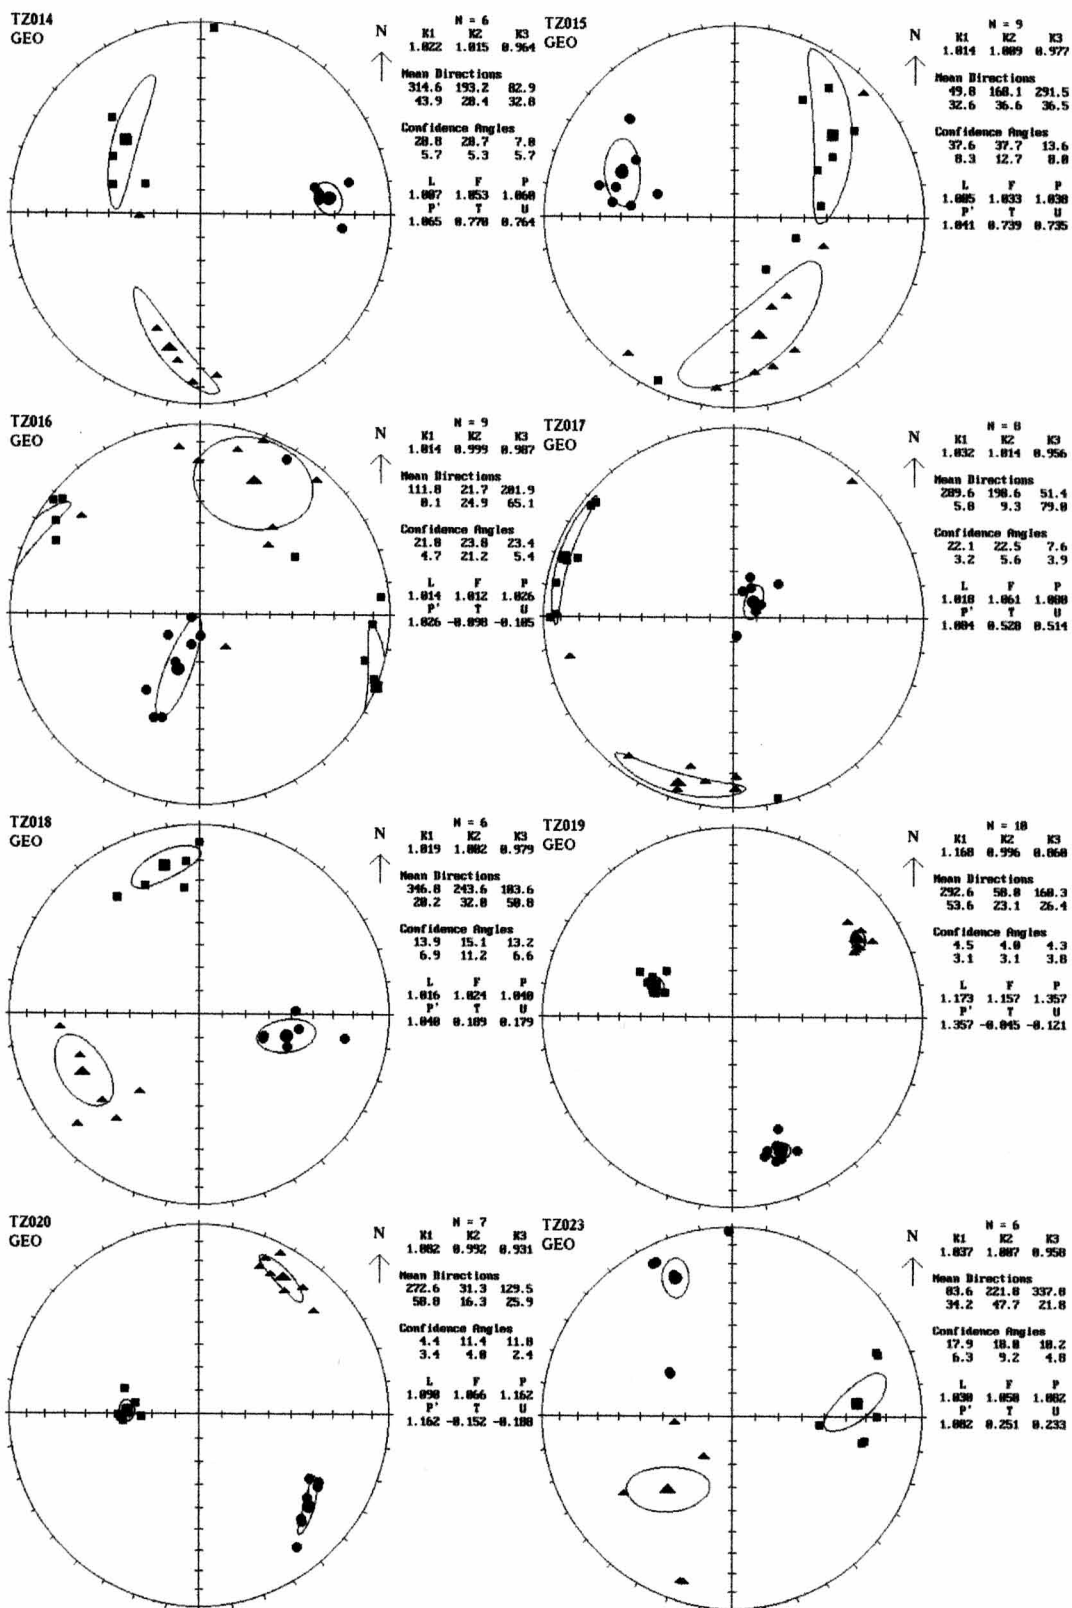 TZ014
GEO
N
N = 6
K1 K2 K3
1.022 1.015 0.964
Mean Directions
314.6 193.2 82.9
43.9 28.4 32.8
Confidence Angles
28.8 28.7 7.8
5.7 5.3 5.7
L F P
1.007 1.053 1.060
P' T U
1.065 0.770 0.764
TZ015
GEO
N
N = 9
K1 K2 K3
1.014 1.009 0.977
Mean Directions
49.8 160.1 291.5
32.6 36.6 36.5
Confidence Angles
37.6 37.7 13.6
8.3 12.7 8.0
L F P
1.005 1.033 1.038
P' T U
1.041 0.739 0.735
TZ016
GEO
N
N = 9
K1 K2 K3
1.014 0.999 0.987
Mean Directions
111.8 21.7 201.9
0.1 24.9 65.1
Confidence Angles
21.8 23.8 23.4
4.7 21.2 5.4
L F P
1.014 1.012 1.026
P' T U
1.026 -0.098 -0.105
TZ017
GEO
N
N = 8
K1 K2 K3
1.032 1.014 0.956
Mean Directions
289.6 198.6 51.4
5.8 9.3 79.0
Confidence Angles
22.1 22.5 7.6
3.2 5.6 3.9
L F P
1.018 1.061 1.080
P' T U
1.084 0.528 0.514
TZ018
GEO
N
N = 6
K1 K2 K3
1.019 1.002 0.979
Mean Directions
346.8 243.6 103.6
20.2 32.8 50.8
Confidence Angles
13.9 15.1 13.2
6.9 11.2 6.6
L F P
1.016 1.024 1.040
P' T U
1.040 0.189 0.179
TZ019
GEO
N
N = 10
K1 K2 K3
1.168 0.996 0.860
Mean Directions
292.6 58.8 160.3
53.6 23.1 26.4
Confidence Angles
4.5 4.0 4.3
3.1 3.1 3.8
L F P
1.173 1.157 1.357
P' T U
1.357 -0.045 -0.121
TZ020
GEO
N
N = 7
K1 K2 K3
1.082 0.992 0.931
Mean Directions
272.6 31.3 129.5
58.8 16.3 25.9
Confidence Angles
4.4 11.4 11.8
3.4 4.0 2.4
L F P
1.090 1.066 1.162
P' T U
1.162 -0.152 -0.188
TZ023
GEO
N
N = 6
K1 K2 K3
1.037 1.007 0.958
Mean Directions
83.6 221.8 337.8
34.2 47.7 21.8
Confidence Angles
17.9 18.0 10.2
6.3 9.2 4.8
L F P
1.030 1.050 1.082
P' T U
1.082 0.251 0.233